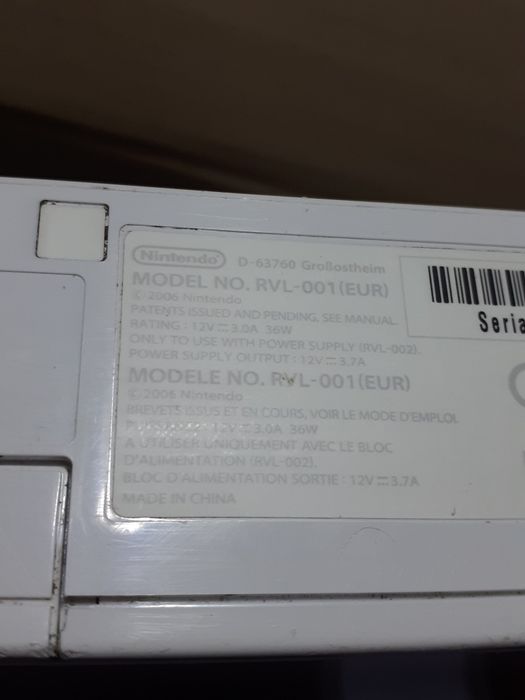 Nintendo D-63760 Großostheim
MODEL NO. RVL-001(EUR)
© 2006 Nintendo
PATENTS ISSUED AND PENDING, SEE MANUAL.
RATING : 12V⎓3.0A 36W
ONLY TO USE WITH POWER SUPPLY (RVL-002).
POWER SUPPLY OUTPUT : 12V⎓3.7A
MODELE NO. RVL-001(EUR)
© 2006 Nintendo
BREVETS ISSUS ET EN COURS, VOIR LE MODE D'EMPLOI.
12V⎓3.0A 36W
A UTILISER UNIQUEMENT AVEC LE BLOC
D'ALIMENTATION (RVL-002).
BLOC D'ALIMENTATION SORTIE : 12V⎓3.7A
MADE IN CHINA
Seria